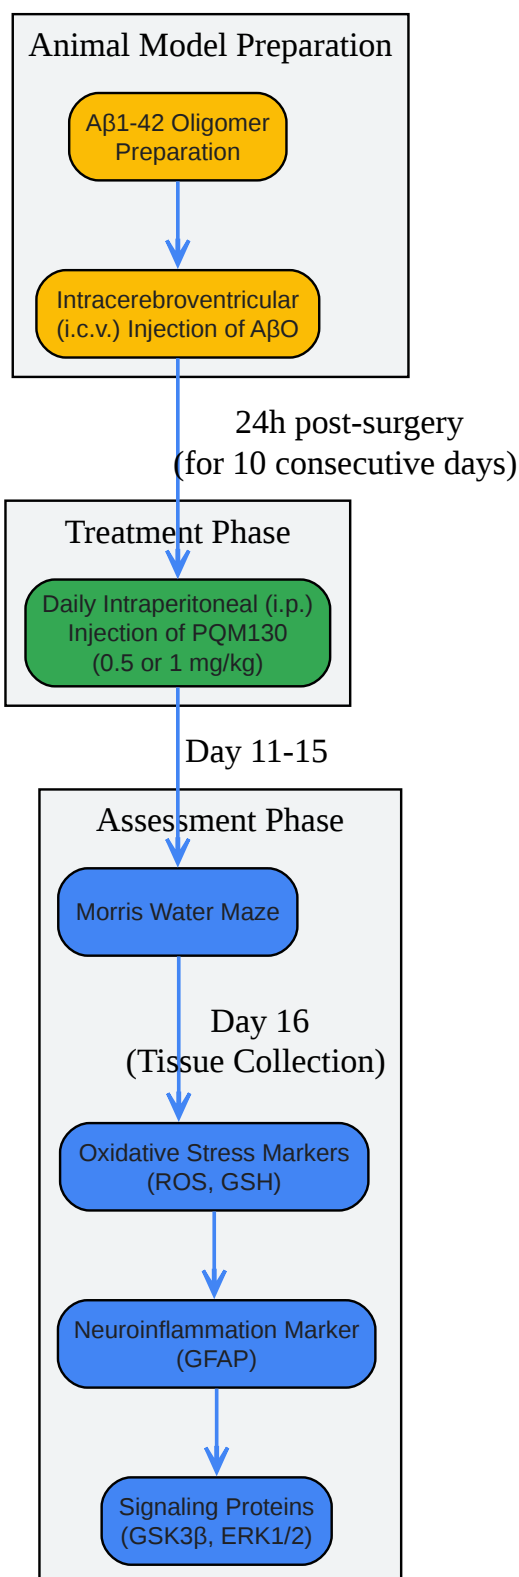 Animal Model Preparation
Aβ1-42 Oligomer
Preparation
Intracerebroventricular
(i.c.v.) Injection of AβO
24h post-surgery
(for 10 consecutive days)
Treatment Phase
Daily Intraperitoneal (i.p.)
Injection of PQM130
(0.5 or 1 mg/kg)
Day 11-15
Assessment Phase
Morris Water Maze
Day 16
(Tissue Collection)
Oxidative Stress Markers
(ROS, GSH)
Neuroinflammation Marker
(GFAP)
Signaling Proteins
(GSK3β, ERK1/2)